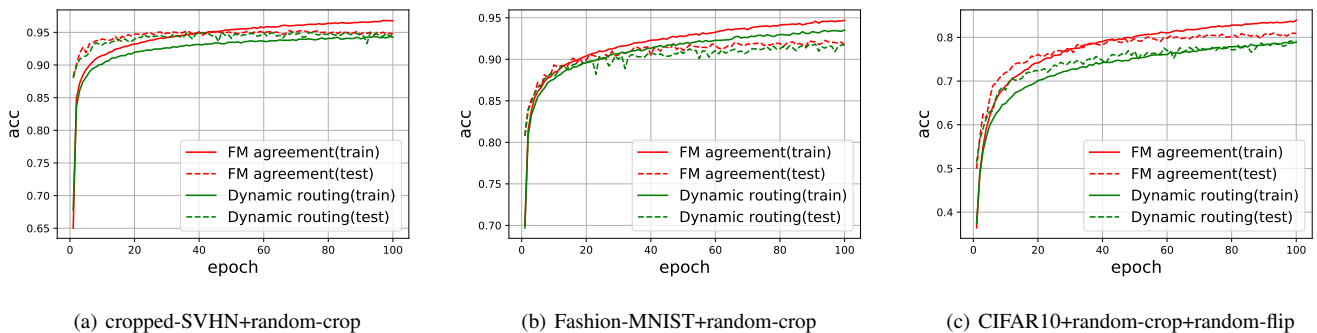 acc
0.95
0.90
0.85
0.80
0.75
0.70
0.65
0
20
40
60
80
100
epoch
FM agreement(train)
FM agreement(test)
Dynamic routing(train)
Dynamic routing(test)
(a) cropped-SVHN+random-crop
acc
0.95
0.90
0.85
0.80
0.75
0.70
0
20
40
60
80
100
epoch
FM agreement(train)
FM agreement(test)
Dynamic routing(train)
Dynamic routing(test)
(b) Fashion-MNIST+random-crop
acc
0.8
0.7
0.6
0.5
0.4
0
20
40
60
80
100
epoch
FM agreement(train)
FM agreement(test)
Dynamic routing(train)
Dynamic routing(test)
(c) CIFAR10+random-crop+random-flip